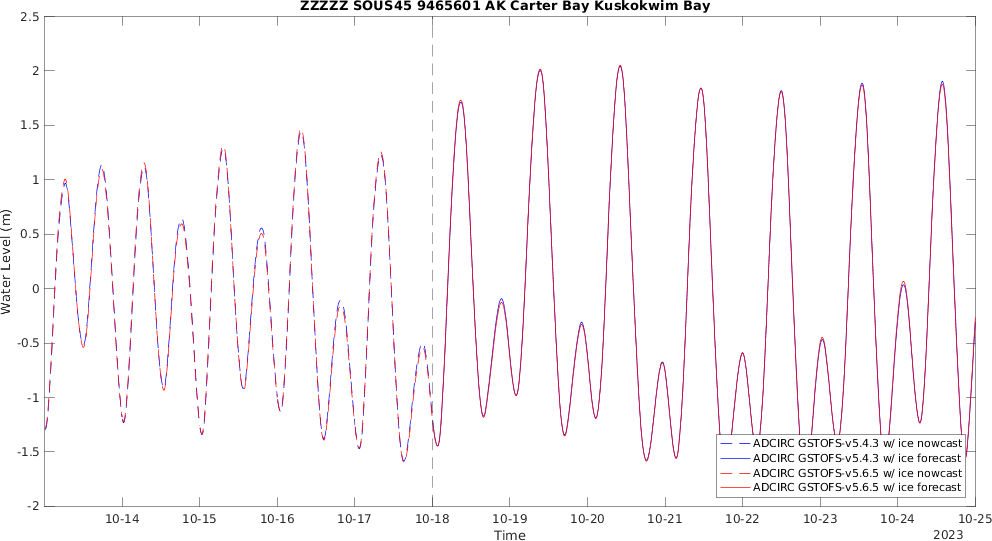 ZZZZZ SOUS45 9465601 AK Carter Bay Kuskokwim Bay
2.5
2
1.5
1
0.5
0
-0.5
-1
-1.5
-2
Water Level (m)
10-14 10-15 10-16 10-17 10-18 10-19 10-20 10-21 10-22 10-23 10-24 10-25
Time
2023
ADCIRC GSTOFS-v5.4.3 w/ ice nowcast
ADCIRC GSTOFS-v5.4.3 w/ ice forecast
ADCIRC GSTOFS-v5.6.5 w/ ice nowcast
ADCIRC GSTOFS-v5.6.5 w/ ice forecast